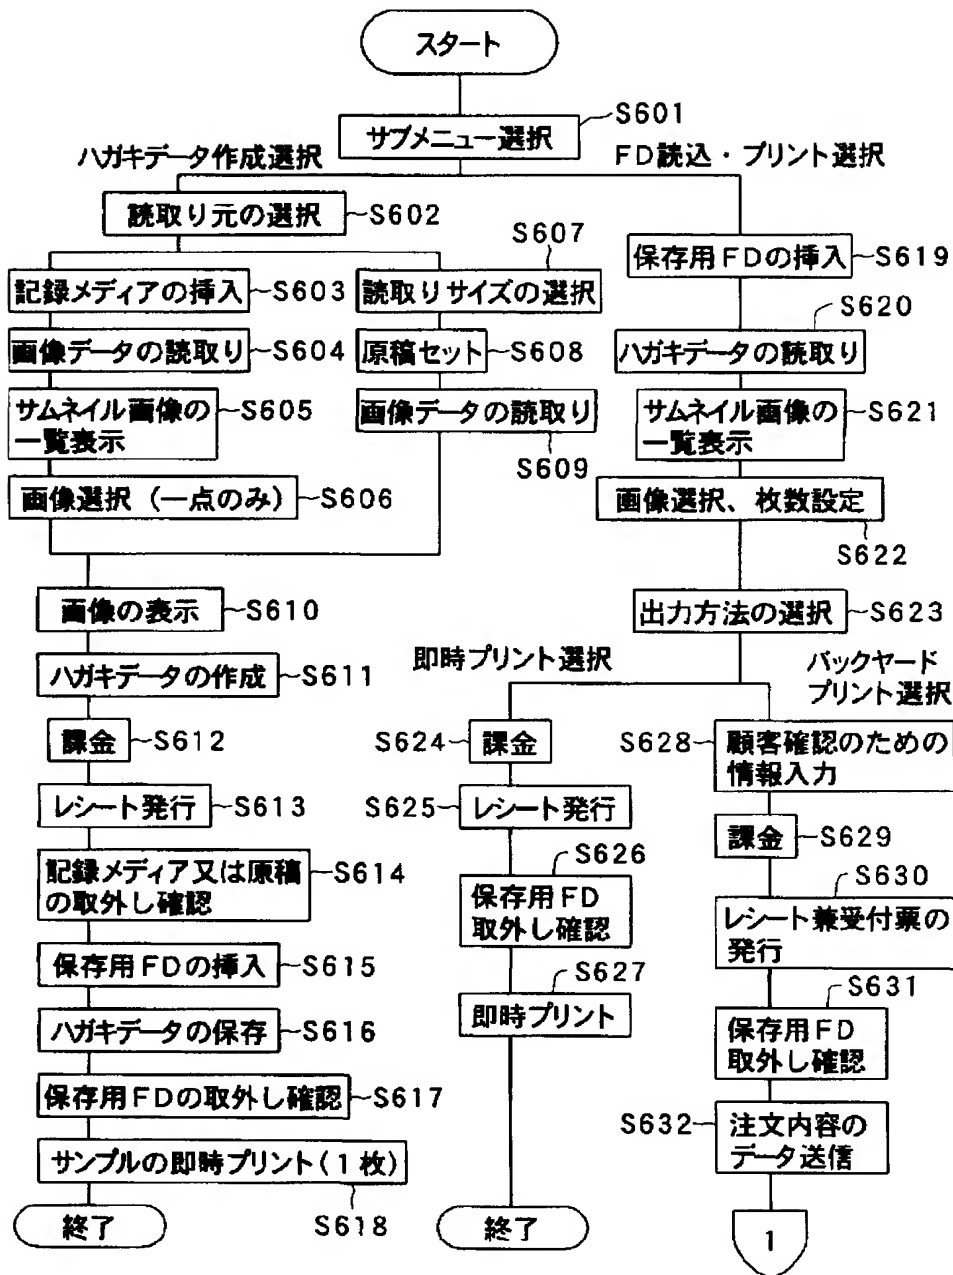 スタート
サブメニュー選択
S601
ハガキデータ作成選択
FD読込・プリント選択
読取り元の選択
S602
記録メディアの挿入
S603
画像データの読取り
S604
サムネイル画像の
一覧表示
S605
画像選択（一点のみ）
S606
S607
読取りサイズの選択
原稿セット
S608
画像データの読取り
S609
画像の表示
S610
ハガキデータの作成
S611
課金
S612
レシート発行
S613
記録メディア又は原稿
の取外し確認
S614
保存用FDの挿入
S615
ハガキデータの保存
S616
保存用FDの取外し確認
S617
サンプルの即時プリント（1枚）
S618
終了
保存用FDの挿入
S619
S620
ハガキデータの読取り
サムネイル画像の
一覧表示
S621
画像選択、枚数設定
S622
出力方法の選択
S623
即時プリント選択
バックヤード
プリント選択
S624
課金
S625
レシート発行
S626
保存用FD
取外し確認
S627
即時プリント
終了
S628
顧客確認のための
情報入力
課金
S629
S630
レシート兼受付票の
発行
S631
保存用FD
取外し確認
S632
注文内容の
データ送信
1